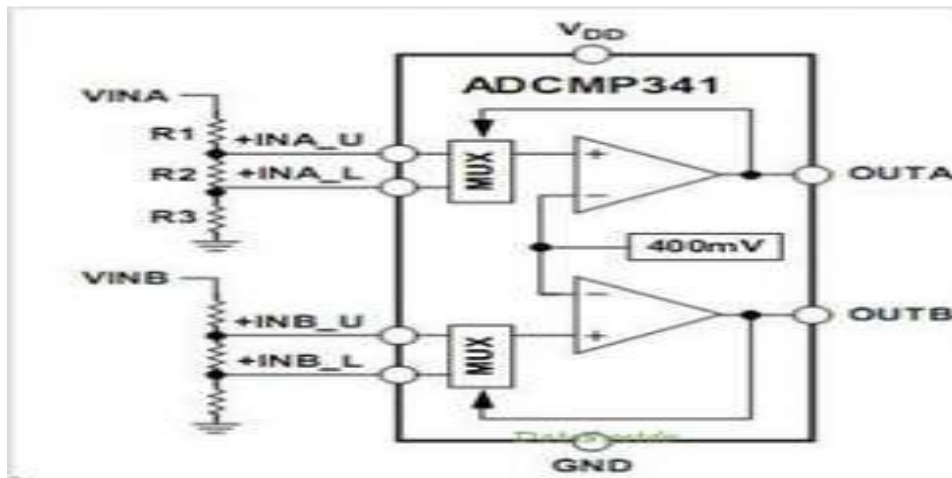 VDD
ADCMP341
VINA
R1
+INA_U
R2
+INA_L
R3
MUX
+
−
OUTA
400mV
VINB
+INB_U
+INB_L
MUX
−
+
OUTB
GND